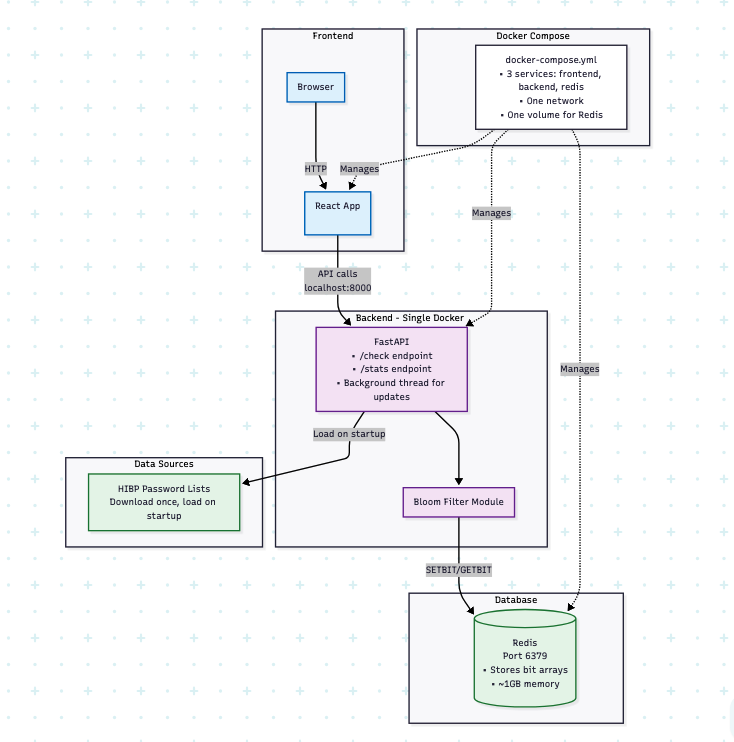 Frontend
Docker Compose
docker-compose.yml
• 3 services: frontend,
backend, redis
• One network
• One volume for Redis
Browser
HTTP
Manages
React App
Manages
API calls
localhost:8000
Backend - Single Docker
FastAPI
• /check endpoint
• /stats endpoint
• Background thread for
updates
Manages
Load on startup
Data Sources
HIBP Password Lists
Download once, load on
startup
Bloom Filter Module
SETBIT/GETBIT
Database
Redis
Port 6379
• Stores bit arrays
• ~1GB memory